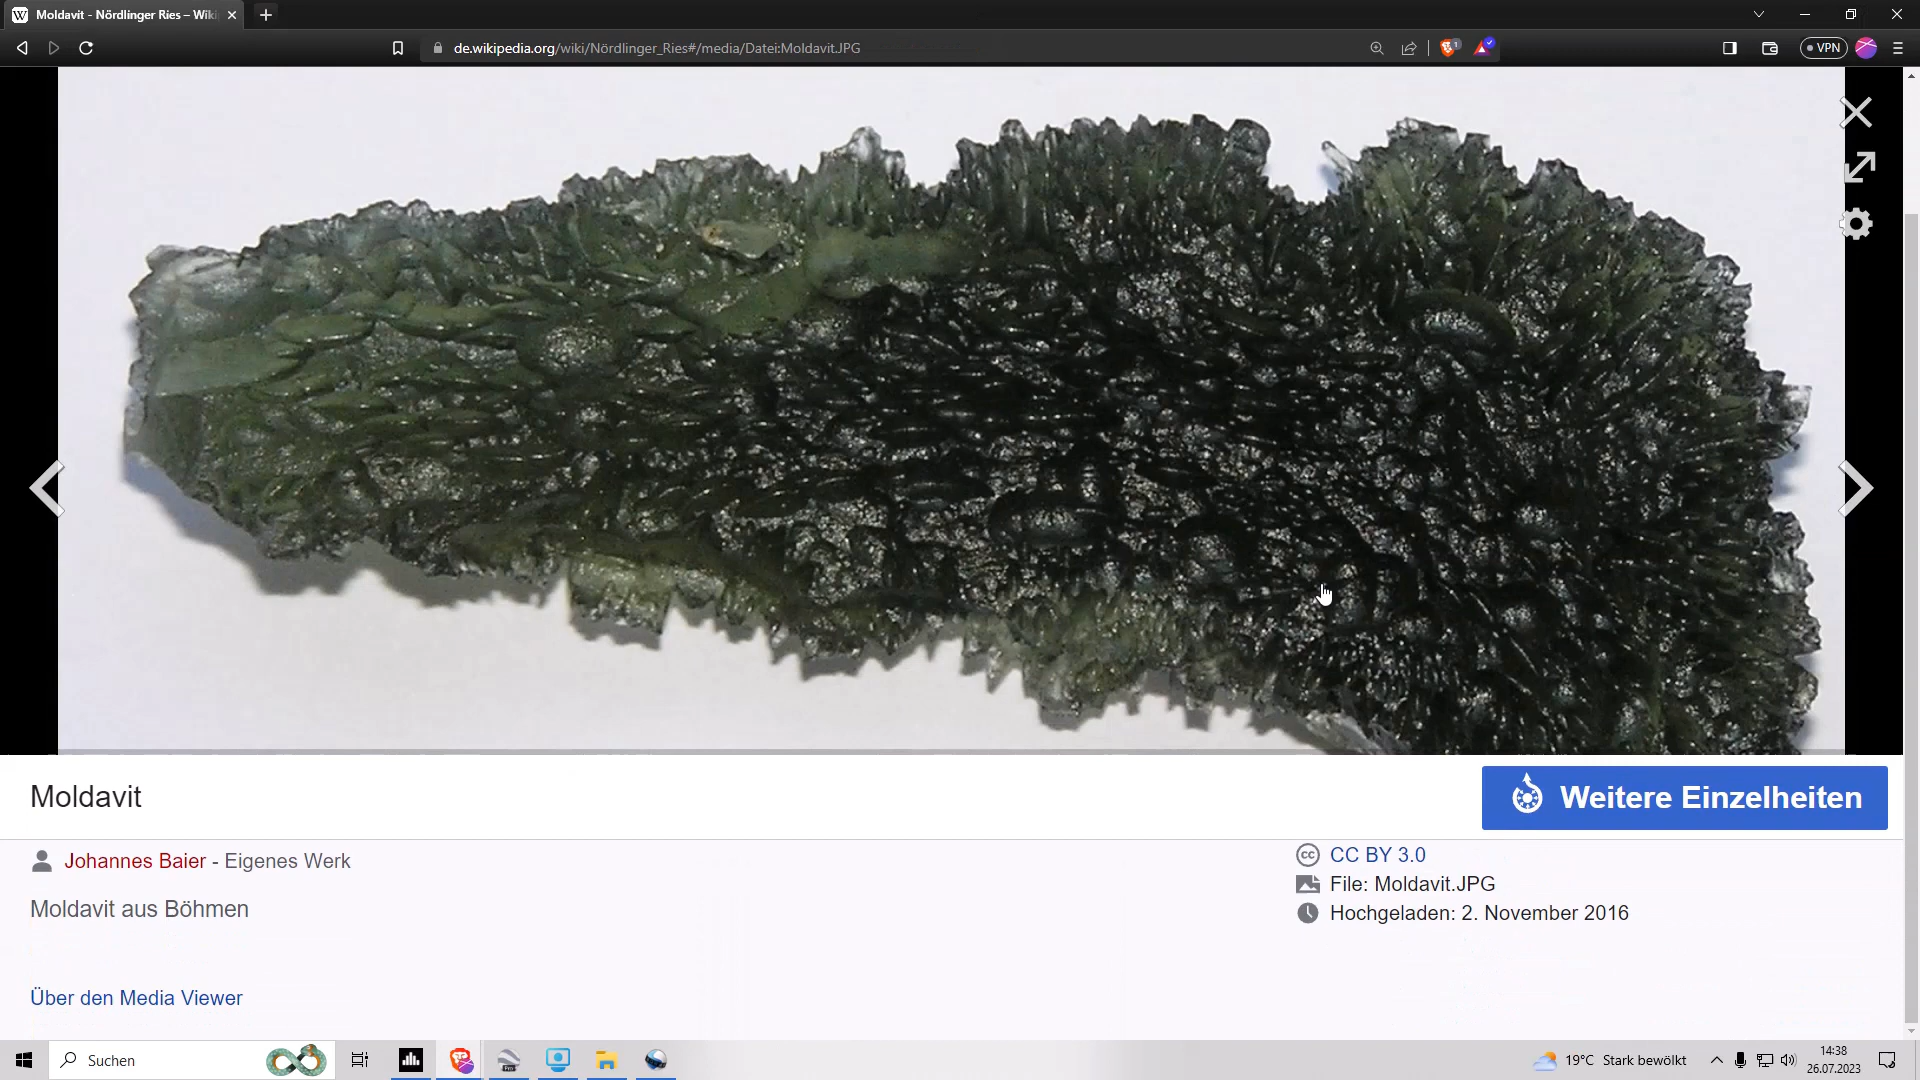 Moldavit - Nördlinger Ries – Wiki
de.wikipedia.org/wiki/Nördlinger_Ries#/media/Datei:Moldavit.JPG
VPN
Moldavit
Weitere Einzelheiten
Johannes Baier - Eigenes Werk
CC BY 3.0
File: Moldavit.JPG
Moldavit aus Böhmen
Hochgeladen: 2. November 2016
Über den Media Viewer
Suchen
19°C Stark bewölkt
14:38
26.07.2023